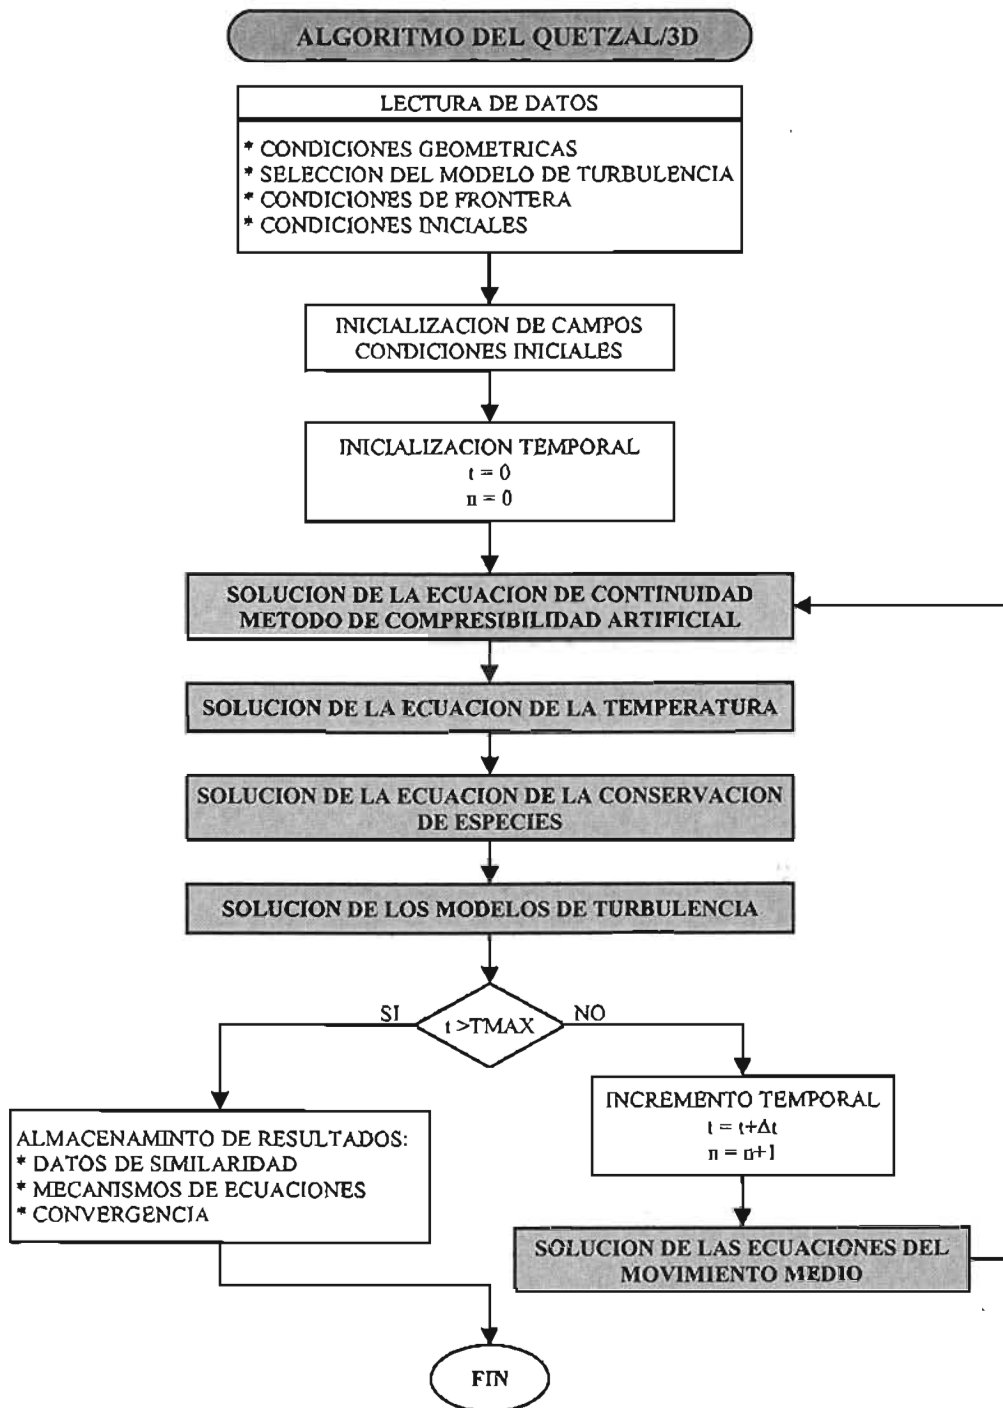 ALGORITMO DEL QUETZAL/3D
LECTURA DE DATOS
* CONDICIONES GEOMETRICAS
* SELECCION DEL MODELO DE TURBULENCIA
* CONDICIONES DE FRONTERA
* CONDICIONES INICIALES
INICIALIZACION DE CAMPOS
CONDICIONES INICIALES
INICIALIZACION TEMPORAL
t = 0
n = 0
SOLUCION DE LA ECUACION DE CONTINUIDAD
METODO DE COMPRESIBILIDAD ARTIFICIAL
SOLUCION DE LA ECUACION DE LA TEMPERATURA
SOLUCION DE LA ECUACION DE LA CONSERVACION
DE ESPECIES
SOLUCION DE LOS MODELOS DE TURBULENCIA
SI
t >TMAX
NO
INCREMENTO TEMPORAL
t = t+Δt
n = n+1
ALMACENAMINTO DE RESULTADOS:
* DATOS DE SIMILARIDAD
* MECANISMOS DE ECUACIONES
* CONVERGENCIA
SOLUCION DE LAS ECUACIONES DEL
MOVIMIENTO MEDIO
FIN